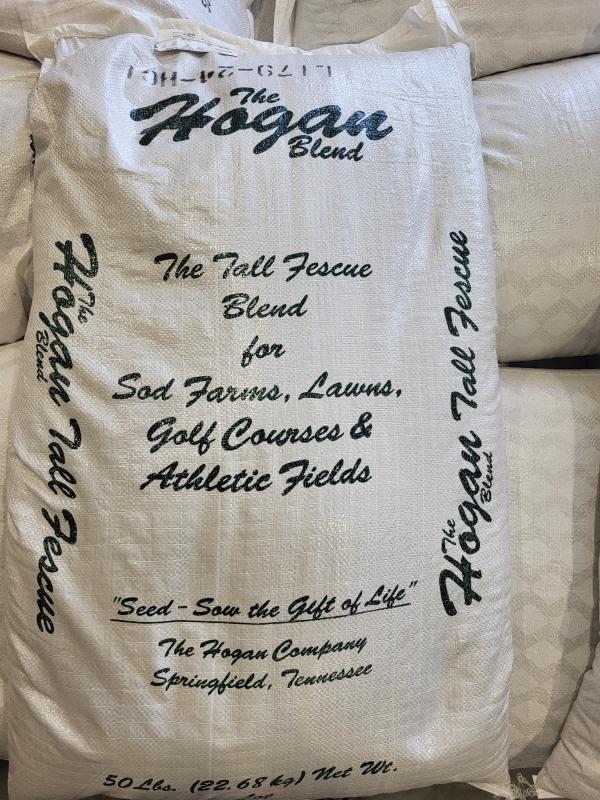 The
Hogan
Blend
The Tall Fescue
Blend
for
Sod Farms, Lawns,
Golf Courses &
Athletic Fields
"Seed-Sow the Gift of Life"
The Hogan Company
Springfield, Tennessee
50 Lbs. (22.68 kg) Net Wt.
The
Hogan Tall Fescue
Blend
The
Hogan Tall Fescue
Blend